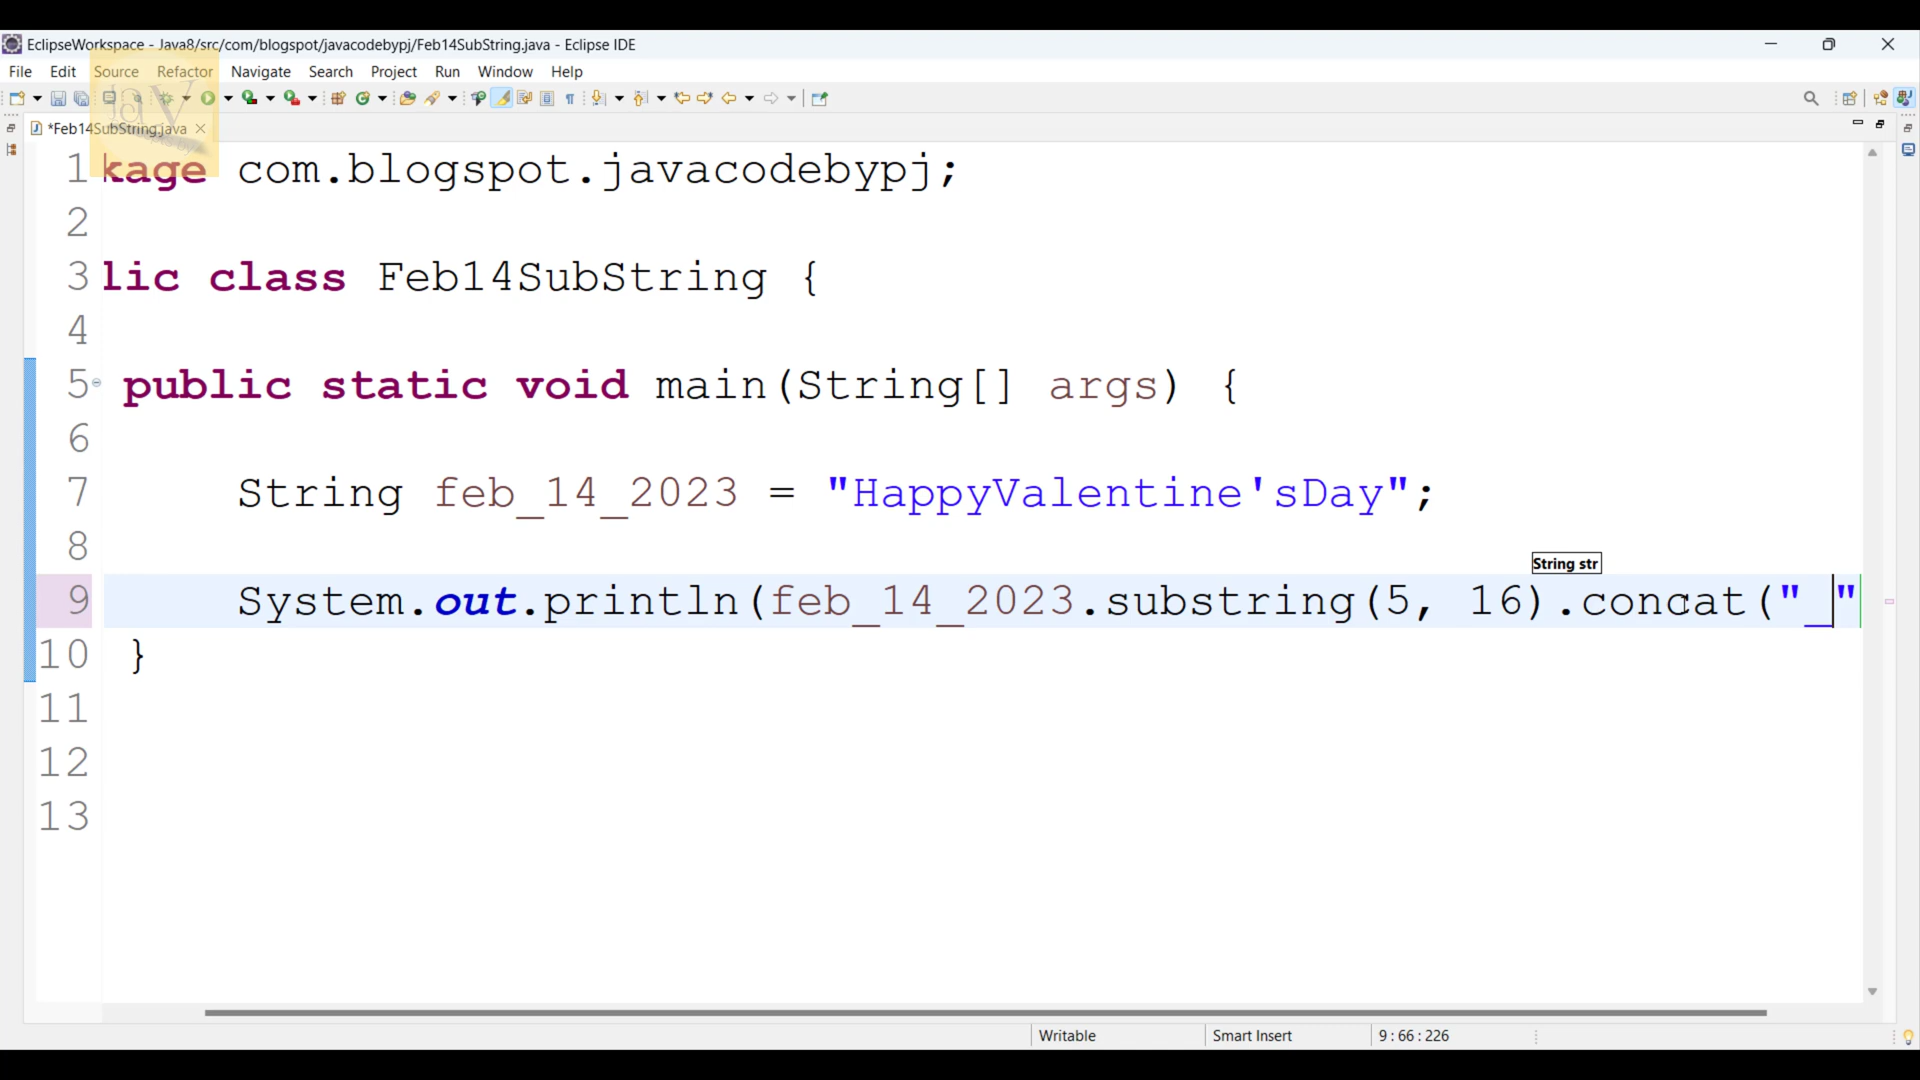 EclipseWorkspace - Java8/src/com/blogspot/javacodebypj/Feb14SubString.java - Eclipse IDE
File Edit Source Refactor Navigate Search Project Run Window Help
*Feb14SubString.java
1 kage com.blogspot.javacodebypj;
2
3 lic class Feb14SubString {
4
5 public static void main(String[] args) {
6
7 String feb_14_2023 = "HappyValentine'sDay";
8
String str
9 System.out.println(feb_14_2023.substring(5, 16).concat("_"
10 }
11
12
13
Writable Smart Insert 9 : 66 : 226